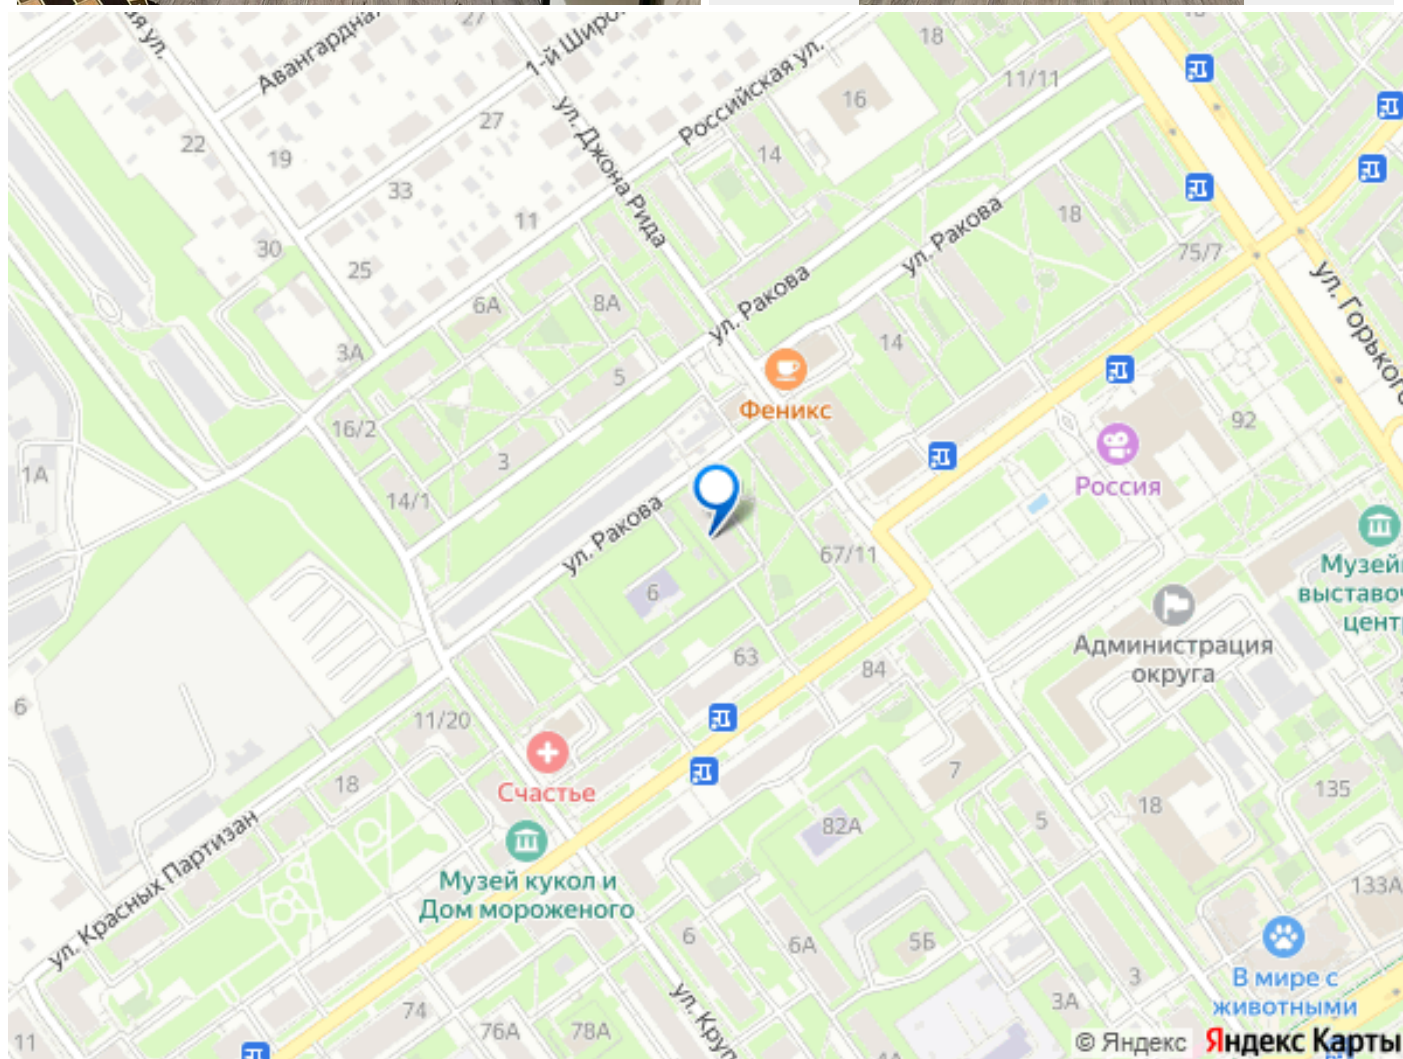 27
18
Авангардная
1-й Широ
Российская ул.
11/11
16
22
27
19
ул. Джона Рида
14
33
11
ул. Ракова
18
30
25
75/7
ул. Горького
6А
8А
ул. Ракова
3А
14
5
Феникс
16/2
92
3
1А
Россия
14/1
ул. Ракова
67/11
6
Музей
выставоч
центр
Администрация
округа
63
84
6
11/20
7
18
Счастье
135
5
18
82А
ул. Красных Партизан
Музей кукол и
Дом мороженого
133А
6
6А
5Б
3
В мире с
животными
3А
ул. Круп
74
76А
78А
11
4А
© Яндекс Яндекс Карты